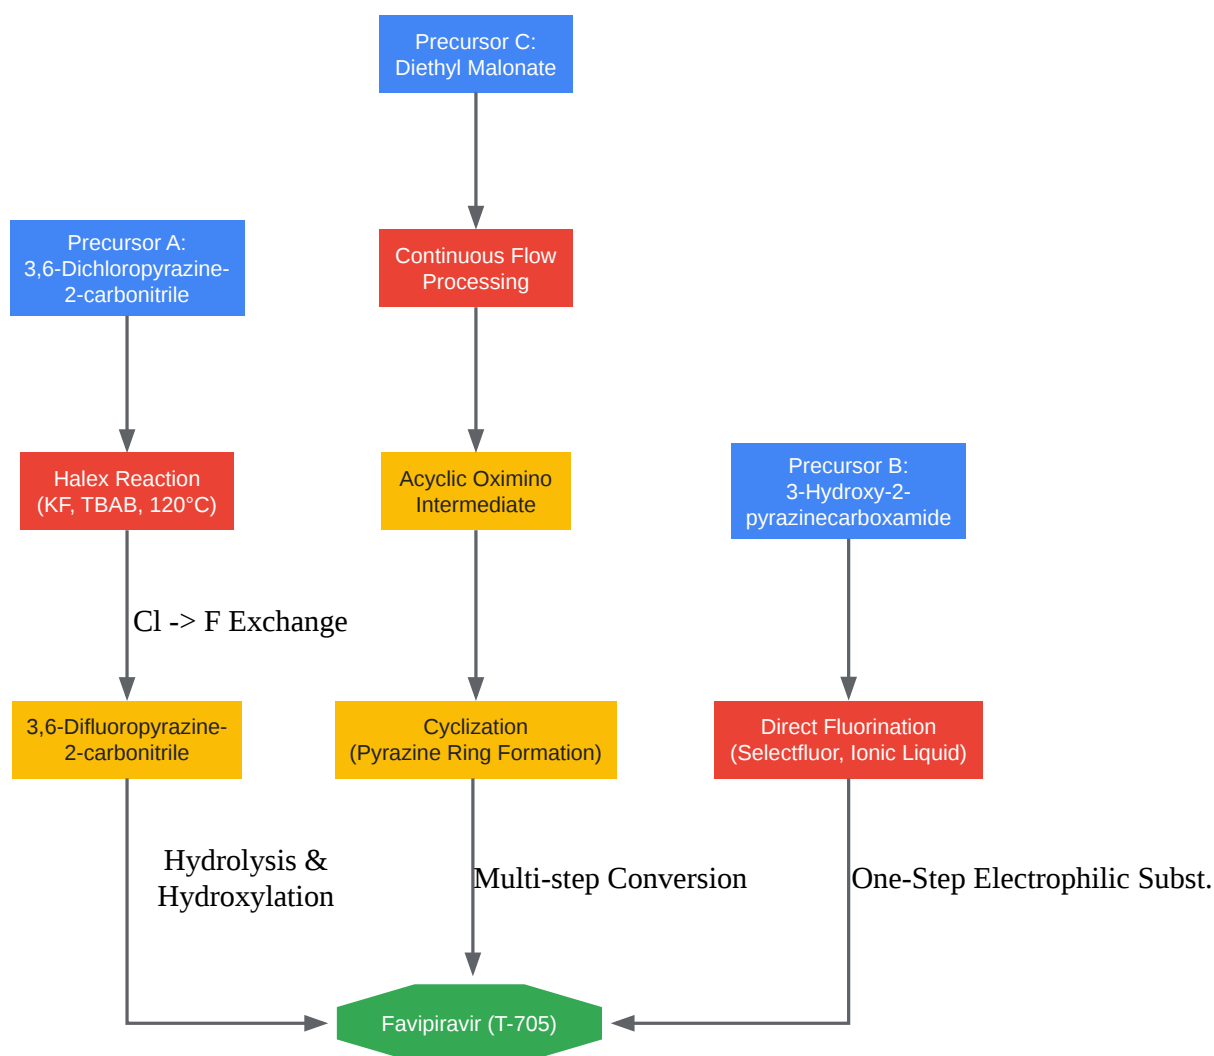 Precursor C:
Diethyl Malonate
Precursor A:
3,6-Dichloropyrazine-
2-carbonitrile
Continuous Flow
Processing
Halex Reaction
(KF, TBAB, 120°C)
Acyclic Oximino
Intermediate
Precursor B:
3-Hydroxy-2-
pyrazinecarboxamide
Cl -> F Exchange
3,6-Difluoropyrazine-
2-carbonitrile
Cyclization
(Pyrazine Ring Formation)
Direct Fluorination
(Selectfluor, Ionic Liquid)
Hydrolysis &
Hydroxylation
Multi-step Conversion
One-Step Electrophilic Subst.
Favipiravir (T-705)